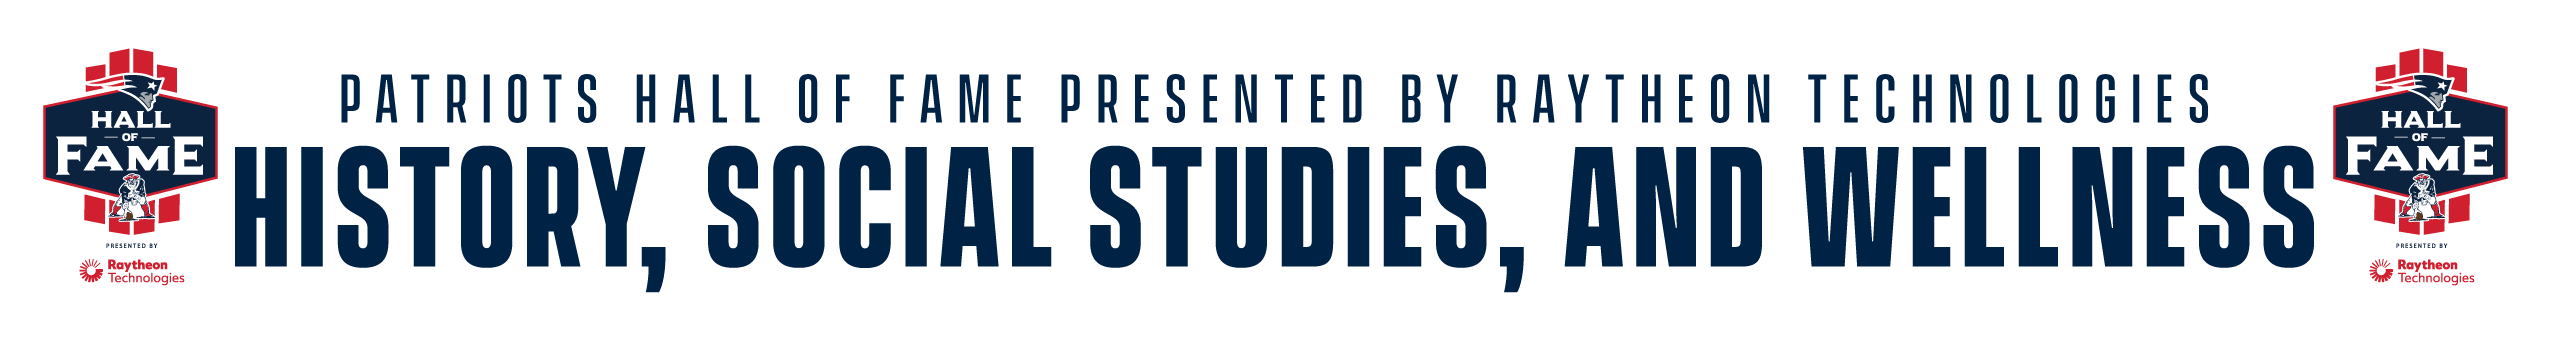 HALL
OF
FAME
PRESENTED BY
Raytheon
Technologies
PATRIOTS HALL OF FAME PRESENTED BY RAYTHEON TECHNOLOGIES
HISTORY, SOCIAL STUDIES, AND WELLNESS
HALL
OF
FAME
PRESENTED BY
Raytheon
Technologies